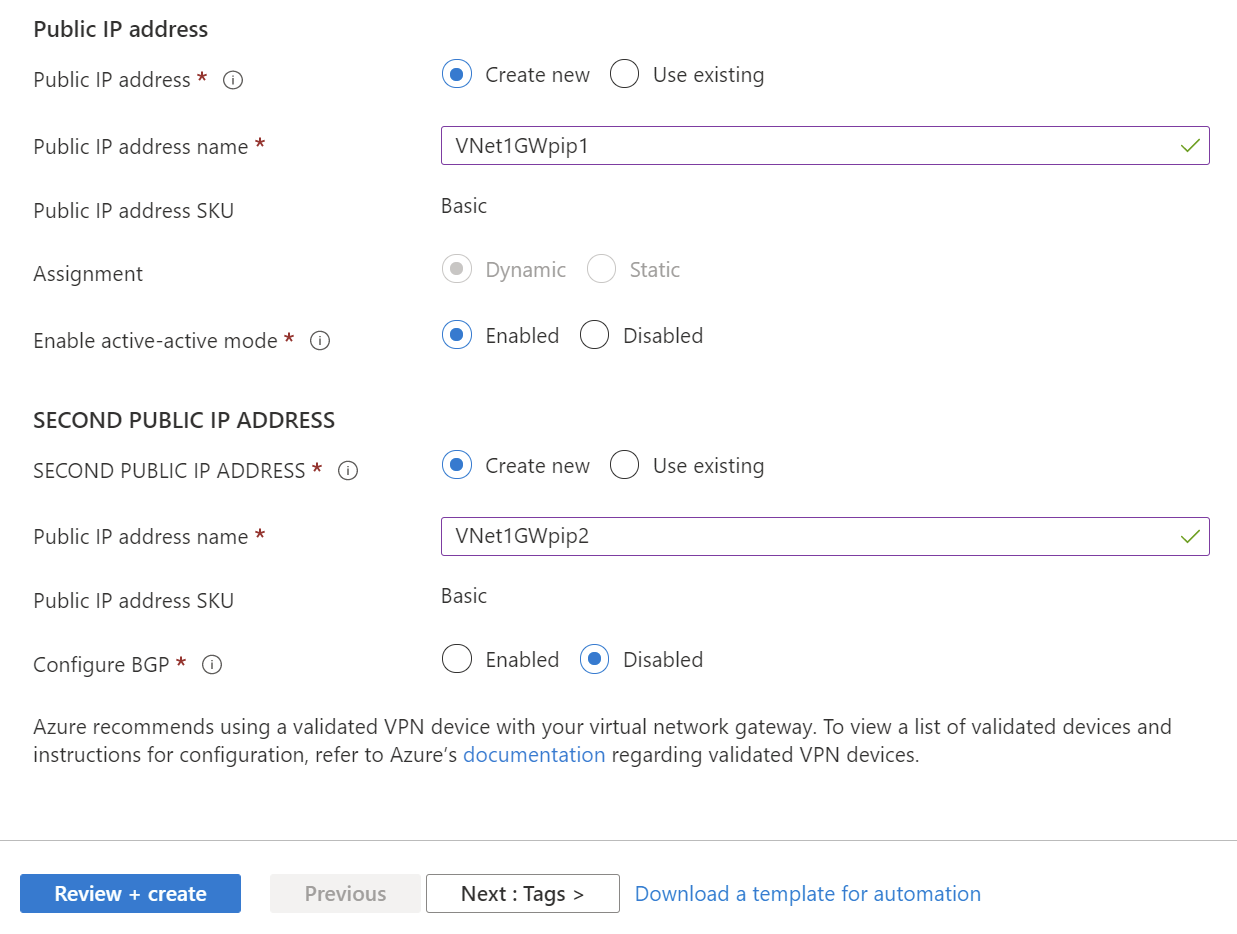 Public IP address
Public IP address * Create new Use existing
Public IP address name * VNet1GWpip1
Public IP address SKU Basic
Assignment Dynamic Static
Enable active-active mode * Enabled Disabled
SECOND PUBLIC IP ADDRESS
SECOND PUBLIC IP ADDRESS * Create new Use existing
Public IP address name * VNet1GWpip2
Public IP address SKU Basic
Configure BGP * Enabled Disabled
Azure recommends using a validated VPN device with your virtual network gateway. To view a list of validated devices and
instructions for configuration, refer to Azure’s documentation regarding validated VPN devices.
Review + create Previous Next : Tags > Download a template for automation